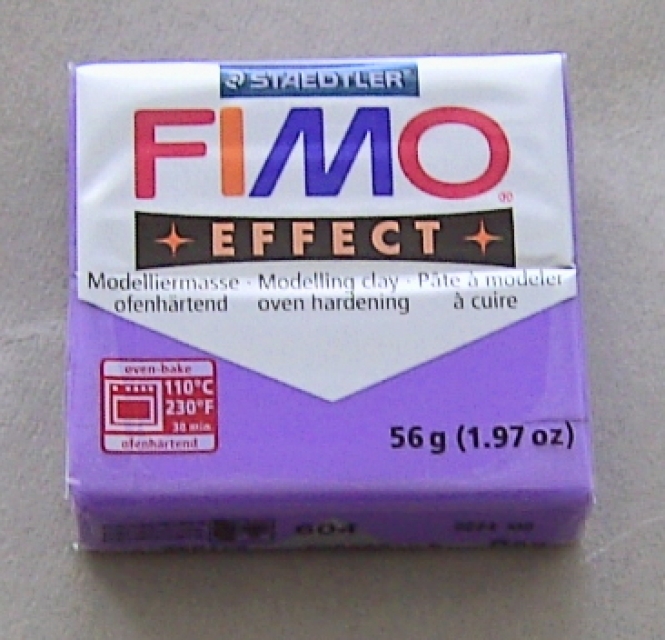 STAEDTLER
FIMO®
EFFECT
Modelliermasse · Modelling clay · Pâte à modeler
ofenhärtend oven hardening à cuire
oven-bake
110°C
230°F
30 min
ofenhärtend
56 g (1.97 oz)
604